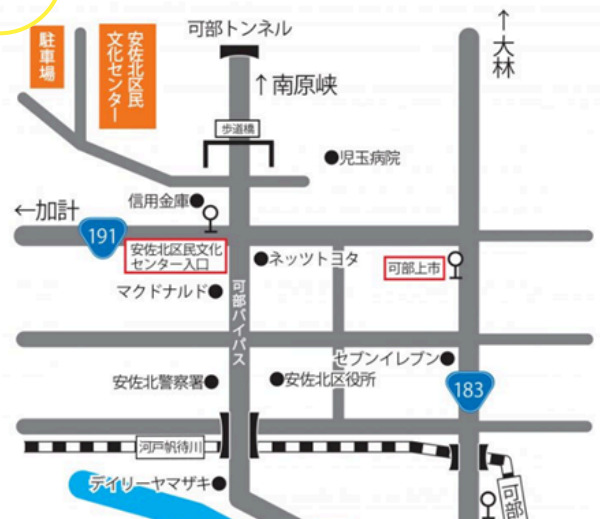 可部トンネル
↑大林
駐車場
安佐北区民
文化センター
↑南原峡
歩道橋
児玉病院
信用金庫
←加計
191
安佐北区民文化
センター入口
ネッツトヨタ
可部上市
マクドナルド
可部バイパス
セブンイレブン
安佐北警察署
安佐北区役所
183
河戸帆待川
デイリーヤマザキ
可部